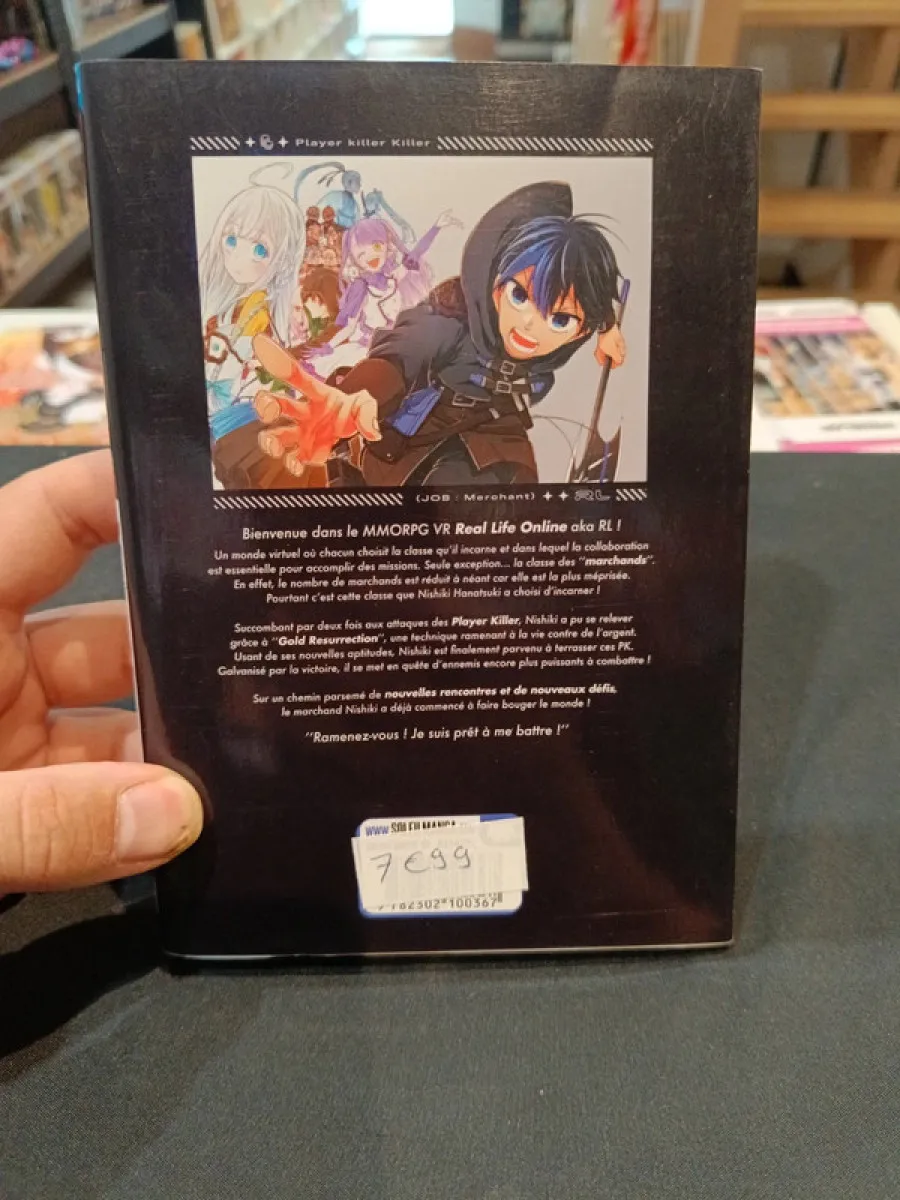 Player killer Killer
(JOB : Merchant) RL
Bienvenue dans le MMORPG VR Real Life Online aka RL !
Un monde virtuel où chacun choisit la classe qu'il incarne et dans lequel la collaboration
est essentielle pour accomplir des missions. Seule exception... la classe des "marchands".
En effet, le nombre de marchands est réduit à néant car elle est la plus méprisée.
Pourtant c'est cette classe que Nishiki Hanatsuki a choisi d'incarner !
Succombant par deux fois aux attaques des Player Killer, Nishiki a pu se relever
grâce à "Gold Resurrection", une technique ramenant à la vie contre de l'argent.
Usant de ses nouvelles aptitudes, Nishiki est finalement parvenu à terrasser ces PK.
Galvanisé par la victoire, il se met en quête d'ennemis encore plus puissants à combattre !
Sur un chemin parsemé de nouvelles rencontres et de nouveaux défis,
le marchand Nishiki a déjà commencé à faire bouger le monde !
"Ramenez-vous ! Je suis prêt à me battre !"
WWW.SOLEILMANGA
7€99
9782302100367